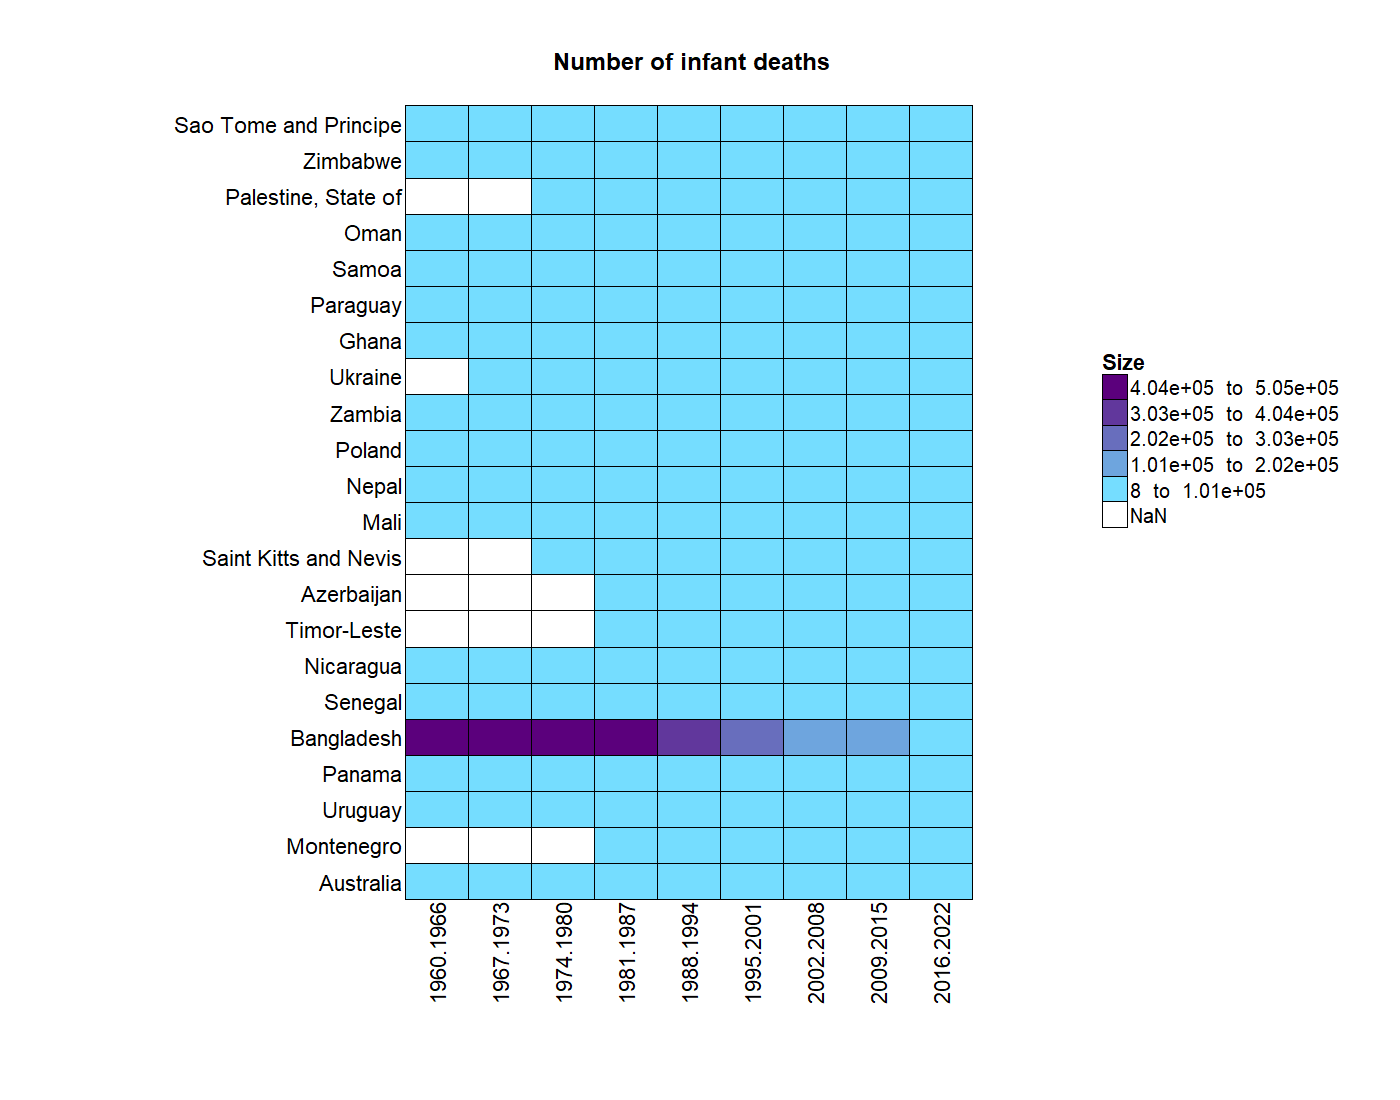 Number of infant deaths
Sao Tome and Principe
Zimbabwe
Palestine, State of
Oman
Samoa
Paraguay
Ghana
Ukraine
Zambia
Poland
Nepal
Mali
Saint Kitts and Nevis
Azerbaijan
Timor-Leste
Nicaragua
Senegal
Bangladesh
Panama
Uruguay
Montenegro
Australia
1960.1966
1967.1973
1974.1980
1981.1987
1988.1994
1995.2001
2002.2008
2009.2015
2016.2022
Size
4.04e+05 to 5.05e+05
3.03e+05 to 4.04e+05
2.02e+05 to 3.03e+05
1.01e+05 to 2.02e+05
8 to 1.01e+05
NaN